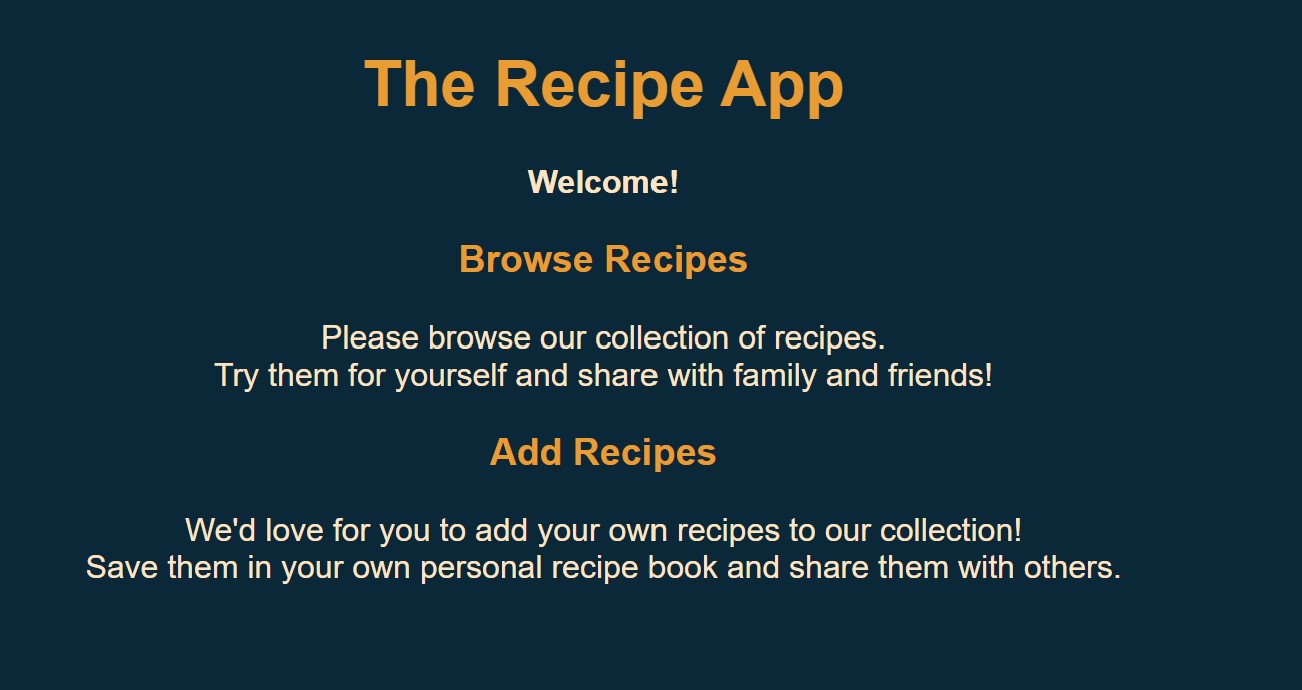 The Recipe App
Welcome!
Browse Recipes
Please browse our collection of recipes.
Try them for yourself and share with family and friends!
Add Recipes
We'd love for you to add your own recipes to our collection!
Save them in your own personal recipe book and share them with others.